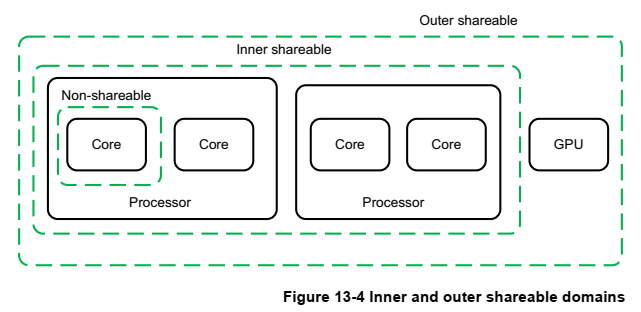 Outer shareable
Inner shareable
Non-shareable
Core
Core
Core
Core
GPU
Processor
Processor
Figure 13-4 Inner and outer shareable domains